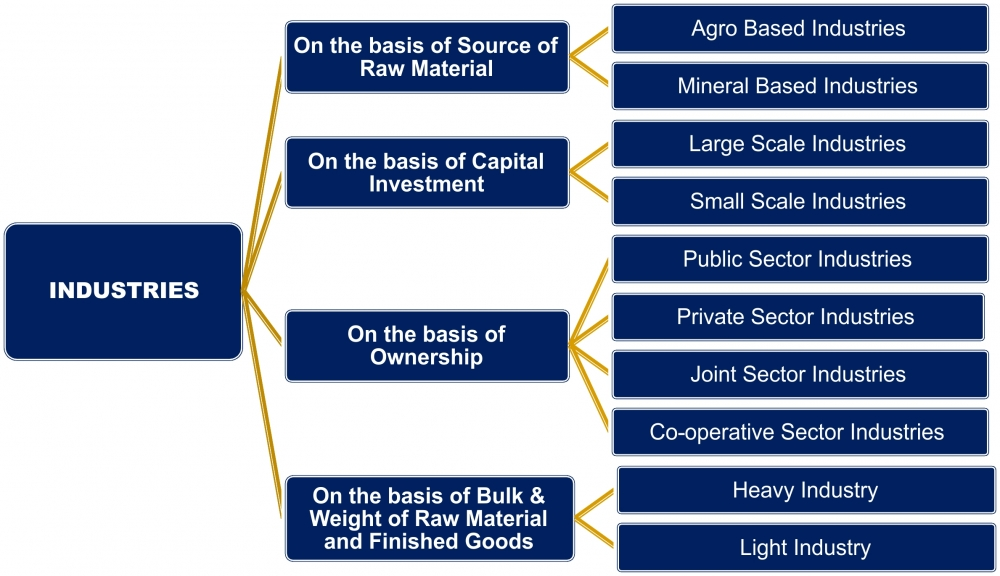 INDUSTRIES
On the basis of Source of
Raw Material
Agro Based Industries
Mineral Based Industries
On the basis of Capital
Investment
Large Scale Industries
Small Scale Industries
On the basis of
Ownership
Public Sector Industries
Private Sector Industries
Joint Sector Industries
Co-operative Sector Industries
On the basis of Bulk &
Weight of Raw Material
and Finished Goods
Heavy Industry
Light Industry